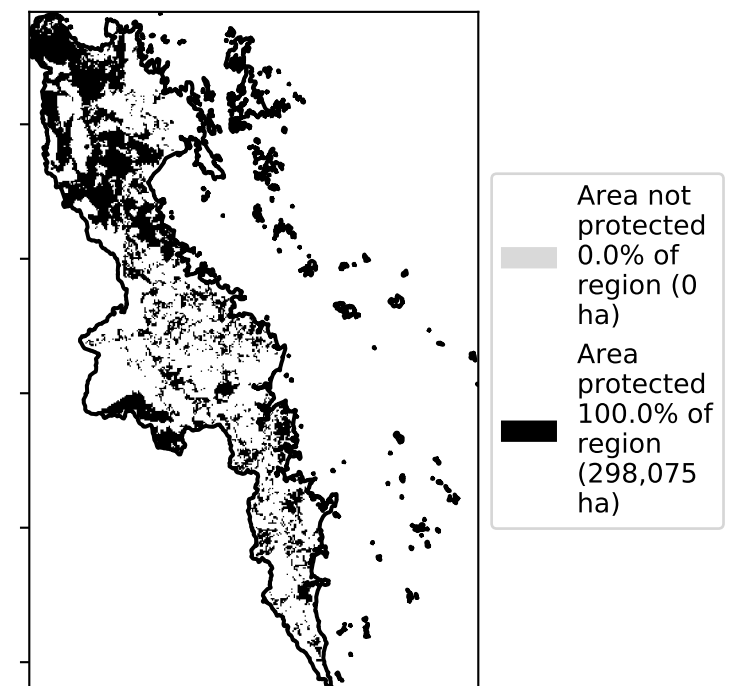 Area not
protected
0.0% of
region (0
ha)
Area
protected
100.0% of
region
(298,075
ha)